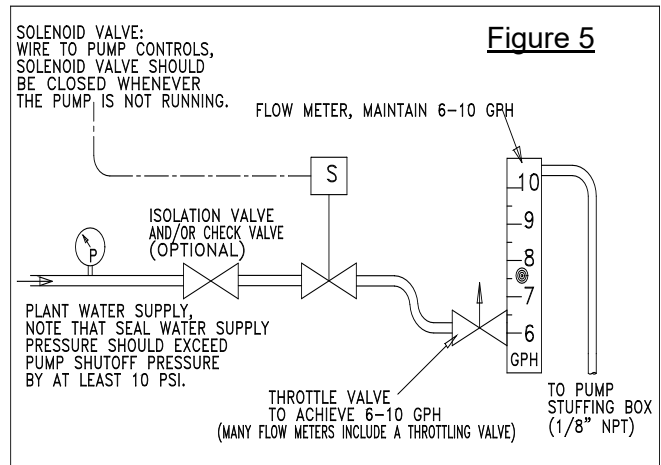 SOLENOID VALVE:
WIRE TO PUMP CONTROLS,
SOLENOID VALVE SHOULD
BE CLOSED WHENEVER
THE PUMP IS NOT RUNNING.
Figure 5
FLOW METER, MAINTAIN 6-10 GPH
S
10
9
8
7
6
GPH
ISOLATION VALVE
AND/OR CHECK VALVE
(OPTIONAL)
P
PLANT WATER SUPPLY,
NOTE THAT SEAL WATER SUPPLY
PRESSURE SHOULD EXCEED
PUMP SHUTOFF PRESSURE
BY AT LEAST 10 PSI.
THROTTLE VALVE
TO ACHIEVE 6-10 GPH
(MANY FLOW METERS INCLUDE A THROTTLING VALVE)
TO PUMP
STUFFING BOX
(1/8" NPT)